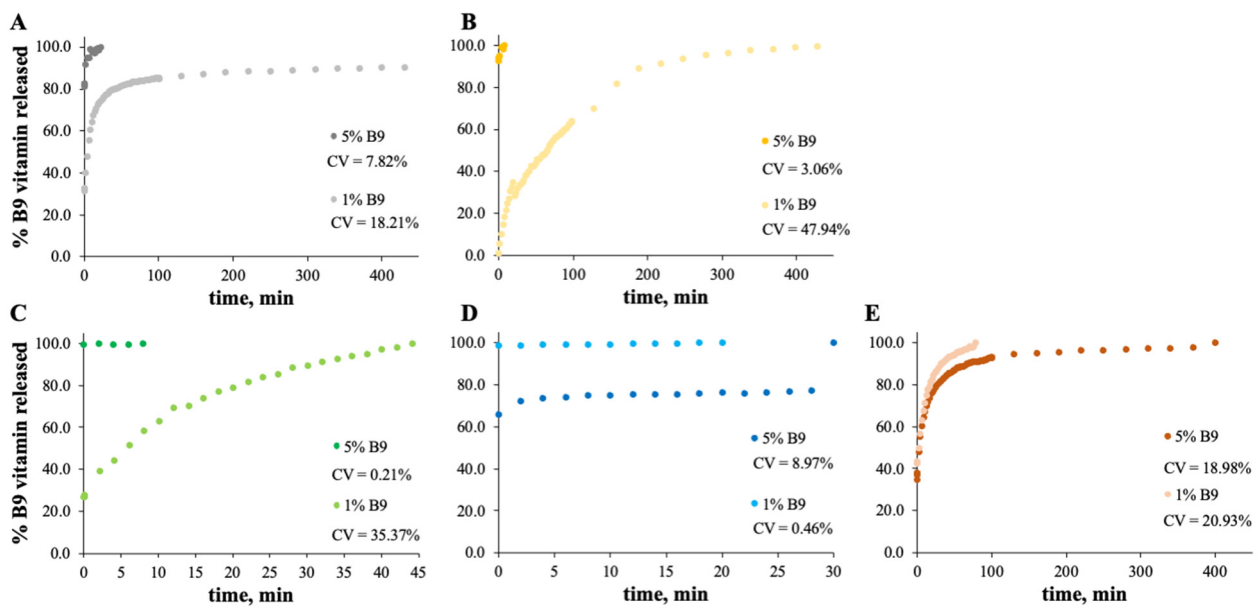 A
% B9 vitamin released
100.0
80.0
60.0
40.0
20.0
0.0
5% B9
CV = 7.82%
1% B9
CV = 18.21%
0 100 200 300 400
time, min
B
100.0
80.0
60.0
40.0
20.0
0.0
5% B9
CV = 3.06%
1% B9
CV = 47.94%
0 100 200 300 400
time, min
C
% B9 vitamin released
100.0
80.0
60.0
40.0
20.0
0.0
5% B9
CV = 0.21%
1% B9
CV = 35.37%
0 5 10 15 20 25 30 35 40 45
time, min
D
100.0
80.0
60.0
40.0
20.0
0.0
5% B9
CV = 8.97%
1% B9
CV = 0.46%
0 5 10 15 20 25 30
time, min
E
100.0
80.0
60.0
40.0
20.0
0.0
5% B9
CV = 18.98%
1% B9
CV = 20.93%
0 100 200 300 400
time, min